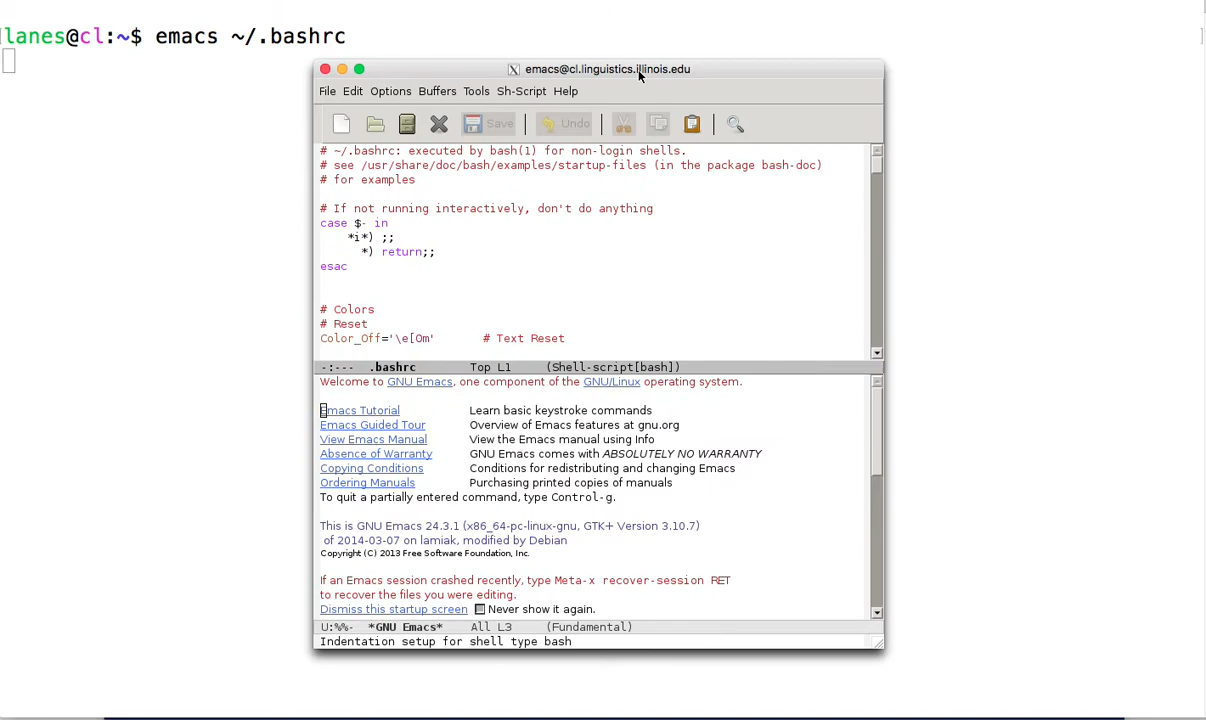 lanes@cl:~$ emacs ~/.bashrc
emacs@cl.linguistics.illinois.edu
File Edit Options Buffers Tools Sh-Script Help
Save Undo
# ~/.bashrc: executed by bash(1) for non-login shells.
# see /usr/share/doc/bash/examples/startup-files (in the package bash-doc)
# for examples
# If not running interactively, don't do anything
case $- in
*i*) ;;
*) return;;
esac
# Colors
# Reset
Color_Off='\e[0m' # Text Reset
-:--- .bashrc Top L1 (Shell-script[bash])
Welcome to GNU Emacs, one component of the GNU/Linux operating system.
Emacs Tutorial Learn basic keystroke commands
Emacs Guided Tour Overview of Emacs features at gnu.org
View Emacs Manual View the Emacs manual using Info
Absence of Warranty GNU Emacs comes with ABSOLUTELY NO WARRANTY
Copying Conditions Conditions for redistributing and changing Emacs
Ordering Manuals Purchasing printed copies of manuals
To quit a partially entered command, type Control-g.
This is GNU Emacs 24.3.1 (x86_64-pc-linux-gnu, GTK+ Version 3.10.7)
of 2014-03-07 on lamiak, modified by Debian
Copyright (C) 2013 Free Software Foundation, Inc.
If an Emacs session crashed recently, type Meta-x recover-session RET
to recover the files you were editing.
Dismiss this startup screen Never show it again.
U:%%- *GNU Emacs* All L3 (Fundamental)
Indentation setup for shell type bash